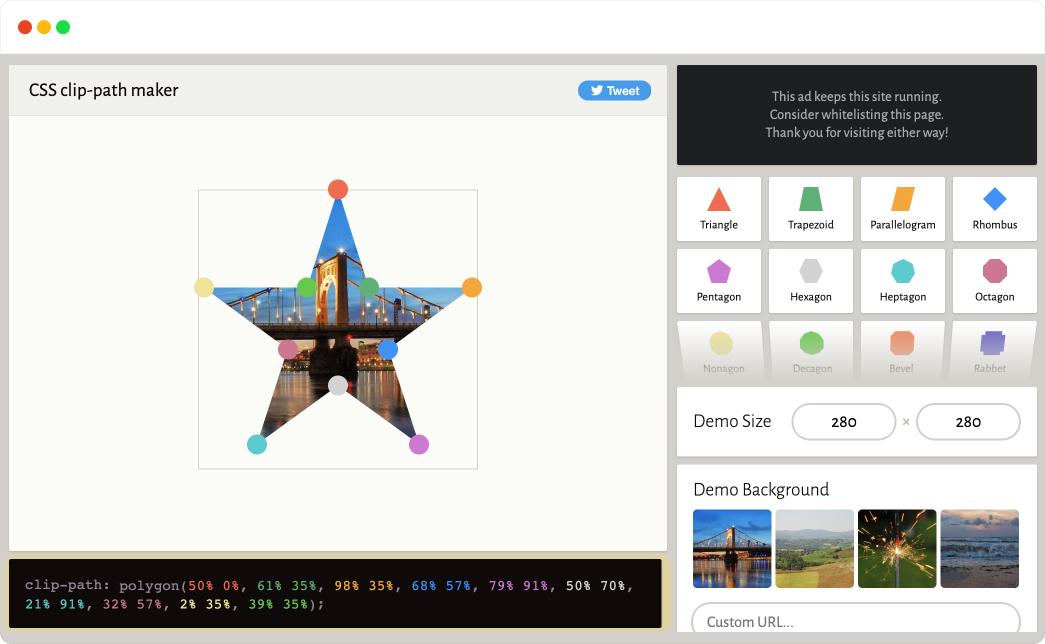 CSS clip-path maker
Tweet
This ad keeps this site running.
Consider whitelisting this page.
Thank you for visiting either way!
Triangle
Trapezoid
Parallelogram
Rhombus
Pentagon
Hexagon
Heptagon
Octagon
Nonagon
Decagon
Bevel
Rabbet
Demo Size
280 × 280
Demo Background
Custom URL...
clip-path: polygon(50% 0%, 61% 35%, 98% 35%, 68% 57%, 79% 91%, 50% 70%,
21% 91%, 32% 57%, 2% 35%, 39% 35%);